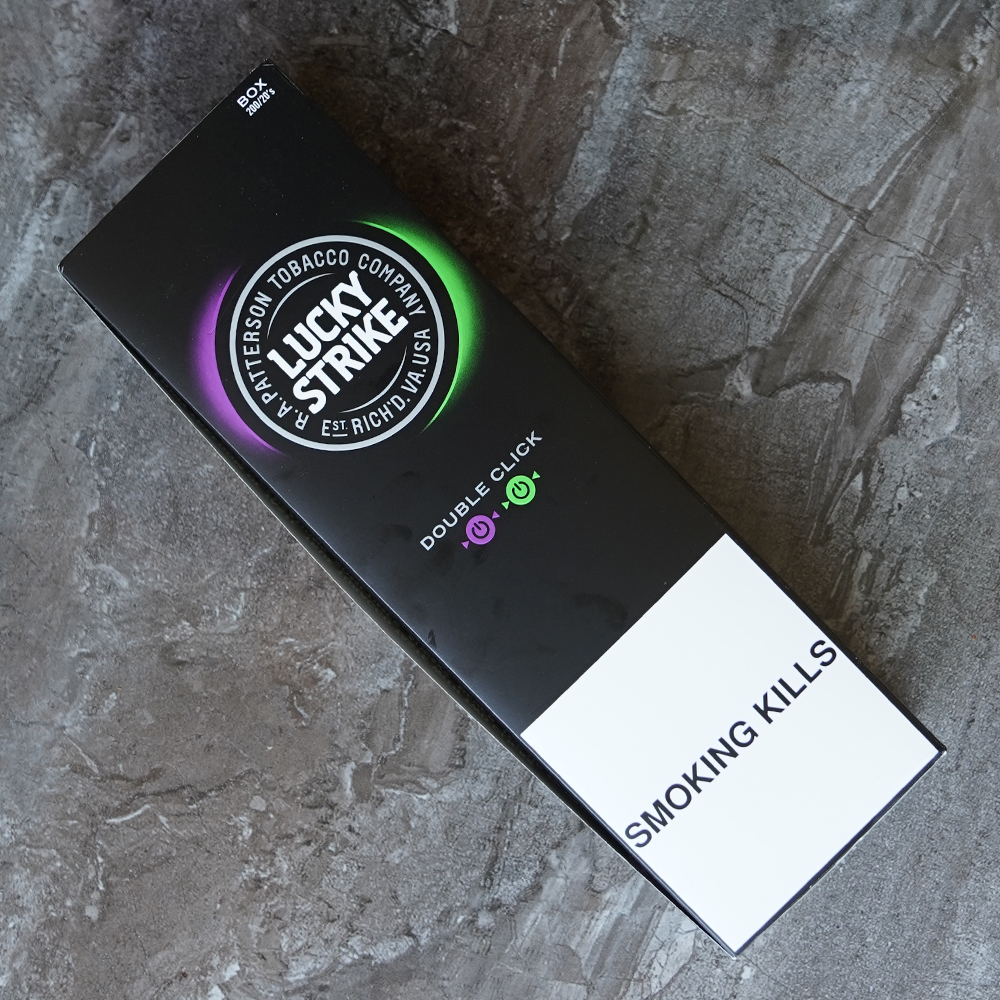 BOX
200/20's
R.A. PATTERSON TOBACCO COMPANY
LUCKY
STRIKE
EST. RICH'D. VA. USA
DOUBLE CLICK
SMOKING KILLS